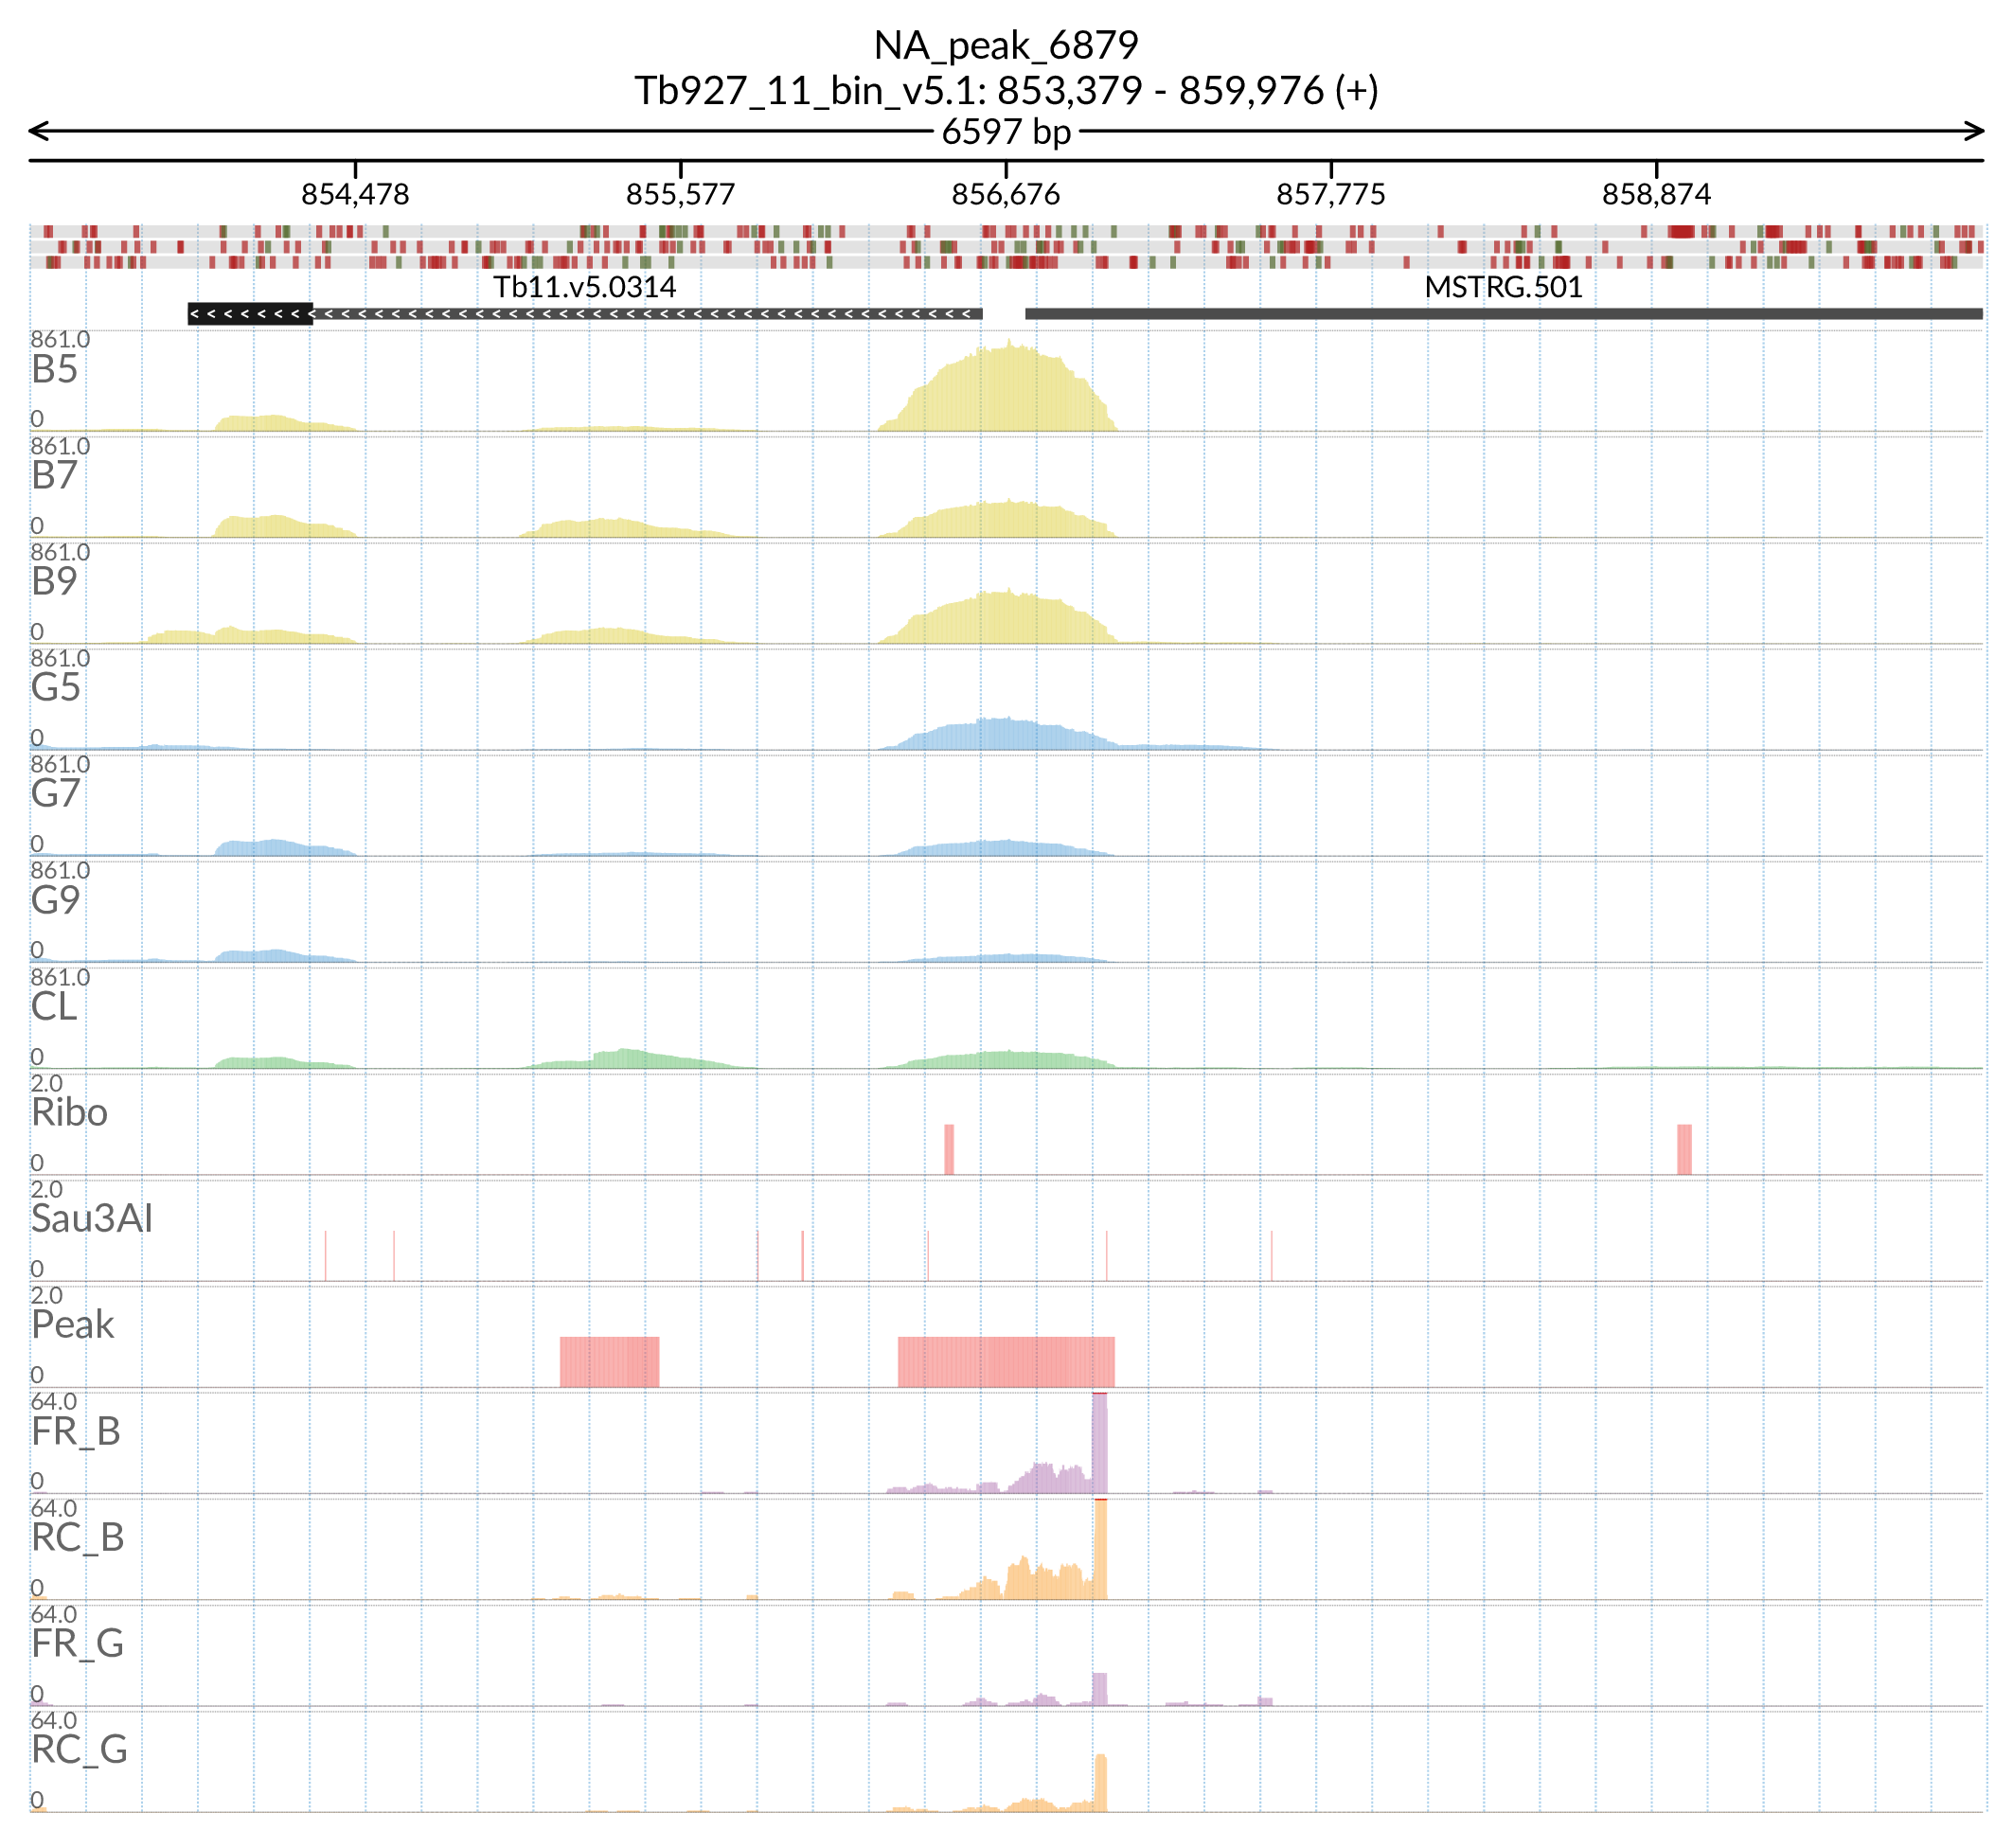 NA_peak_6879
Tb927_11_bin_v5.1: 853,379 - 859,976 (+)
6597 bp
854,478 855,577 856,676 857,775 858,874
Tb11.v5.0314 MSTRG.501
861.0
B5
0
861.0
B7
0
861.0
B9
0
861.0
G5
0
861.0
G7
0
861.0
G9
0
861.0
CL
0
2.0
Ribo
0
2.0
Sau3AI
0
2.0
Peak
0
64.0
FR_B
0
64.0
RC_B
0
64.0
FR_G
0
64.0
RC_G
0